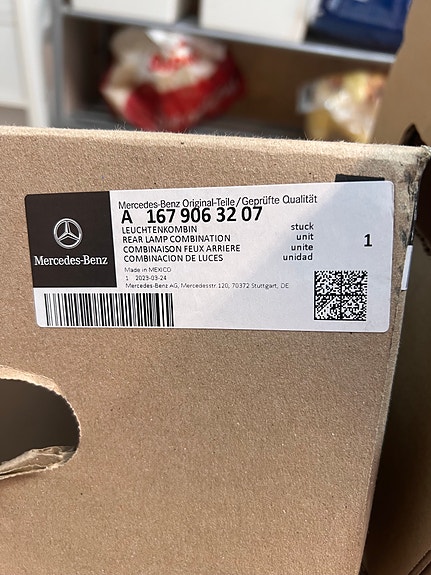 Mercedes-Benz Original-Teile/Geprüfte Qualität
A 167 906 32 07
LEUCHTENKOMBIN stuck
REAR LAMP COMBINATION unit
COMBINAISON FEUX ARRIERE unite
COMBINACION DE LUCES unidad
1
Mercedes-Benz
Made in MEXICO
1 2023-03-24
Mercedes-Benz AG, Mercedesstr.120, 70372 Stuttgart, DE